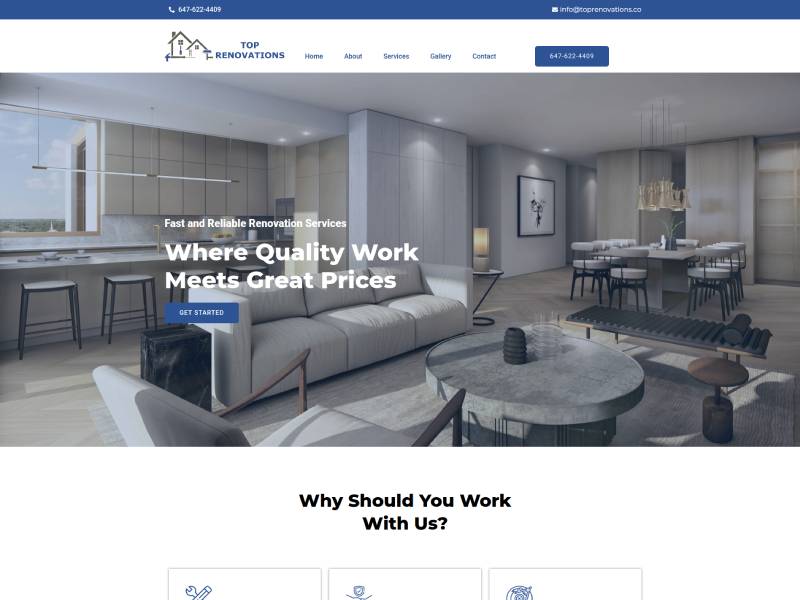 647-622-4409
info@toprenovations.co
TOP
RENOVATIONS
Home
About
Services
Gallery
Contact
647-622-4409
Fast and Reliable Renovation Services
Where Quality Work
Meets Great Prices
GET STARTED
Why Should You Work
With Us?